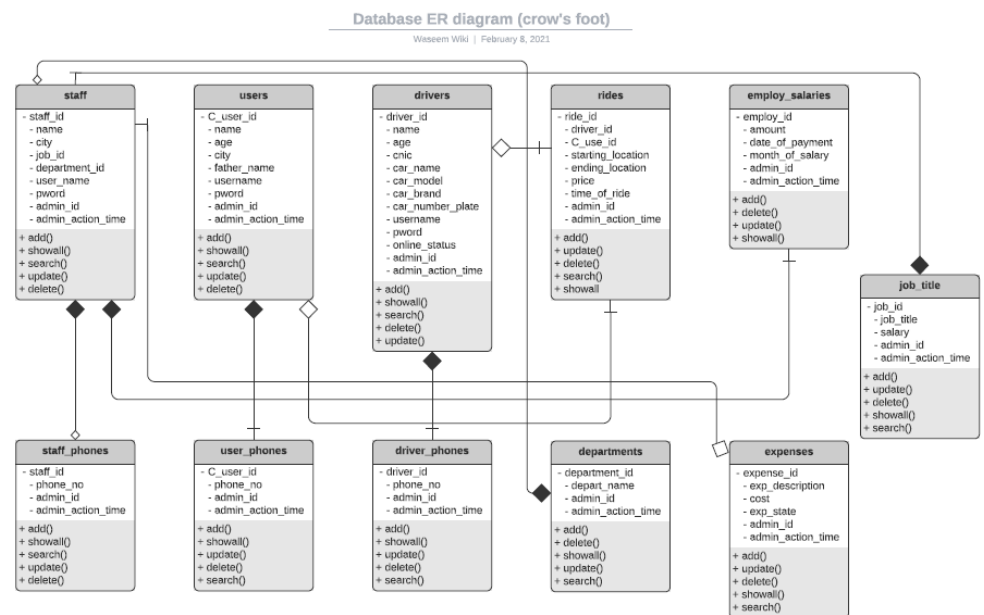 Database ER diagram (crow's foot)
Waseem Wiki | February 8, 2021
staff
- staff_id
- name
- city
- job_id
- department_id
- user_name
- pword
- admin_id
- admin_action_time
+ add()
+ showall()
+ search()
+ update()
+ delete()
users
- C_user_id
- name
- age
- city
- father_name
- username
- pword
- admin_id
- admin_action_time
+ add()
+ showall()
+ search()
+ update()
+ delete()
drivers
- driver_id
- name
- age
- cnic
- car_name
- car_model
- car_brand
- car_number_plate
- username
- pword
- online_status
- admin_id
- admin_action_time
+ add()
+ showall()
+ search()
+ delete()
+ update()
rides
- ride_id
- driver_id
- C_use_id
- starting_location
- ending_location
- price
- time_of_ride
- admin_id
- admin_action_time
+ add()
+ update()
+ delete()
+ search()
+ showall
employ_salaries
- employ_id
- amount
- date_of_payment
- month_of_salary
- admin_id
- admin_action_time
+ add()
+ delete()
+ update()
+ showall()
job_title
- job_id
- job_title
- salary
- admin_id
- admin_action_time
+ add()
+ update()
+ delete()
+ showall()
+ search()
staff_phones
- staff_id
- phone_no
- admin_id
- admin_action_time
+ add()
+ showall()
+ search()
+ update()
+ delete()
user_phones
- C_user_id
- phone_no
- admin_id
- admin_action_time
+ add()
+ showall()
+ update()
+ delete()
+ search()
driver_phones
- driver_id
- phone_no
- admin_id
- admin_action_time
+ add()
+ showall()
+ update()
+ delete()
+ search()
departments
- department_id
- depart_name
- admin_id
- admin_action_time
+ add()
+ delete()
+ showall()
+ update()
+ search()
expenses
- expense_id
- exp_description
- cost
- exp_state
- admin_id
- admin_action_time
+ add()
+ update()
+ delete()
+ showall()
+ search()